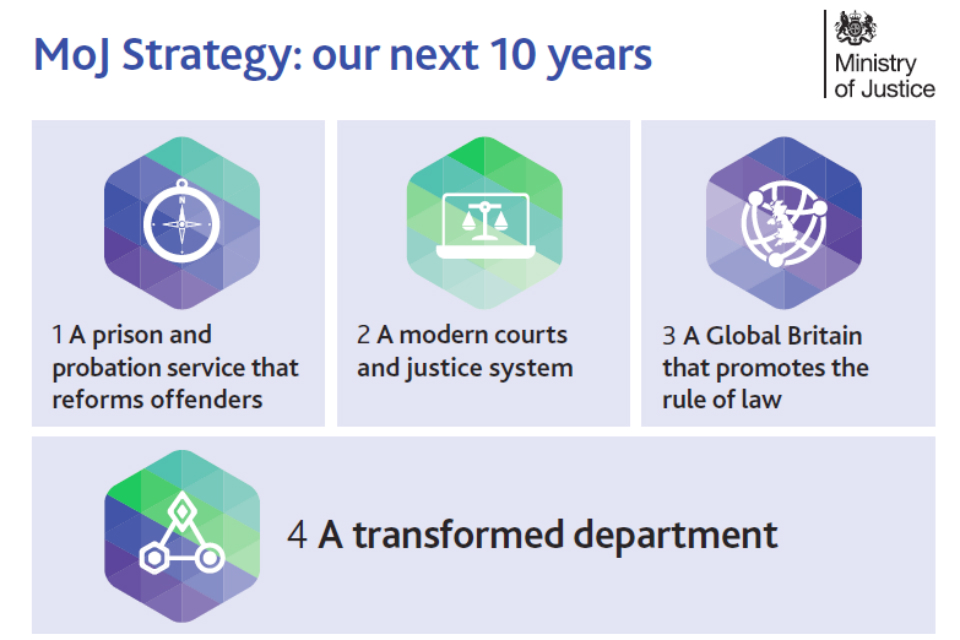 MoJ Strategy: our next 10 years
Ministry
of Justice
N
1 A prison and
probation service that
reforms offenders
2 A modern courts
and justice system
3 A Global Britain
that promotes the
rule of law
4 A transformed department